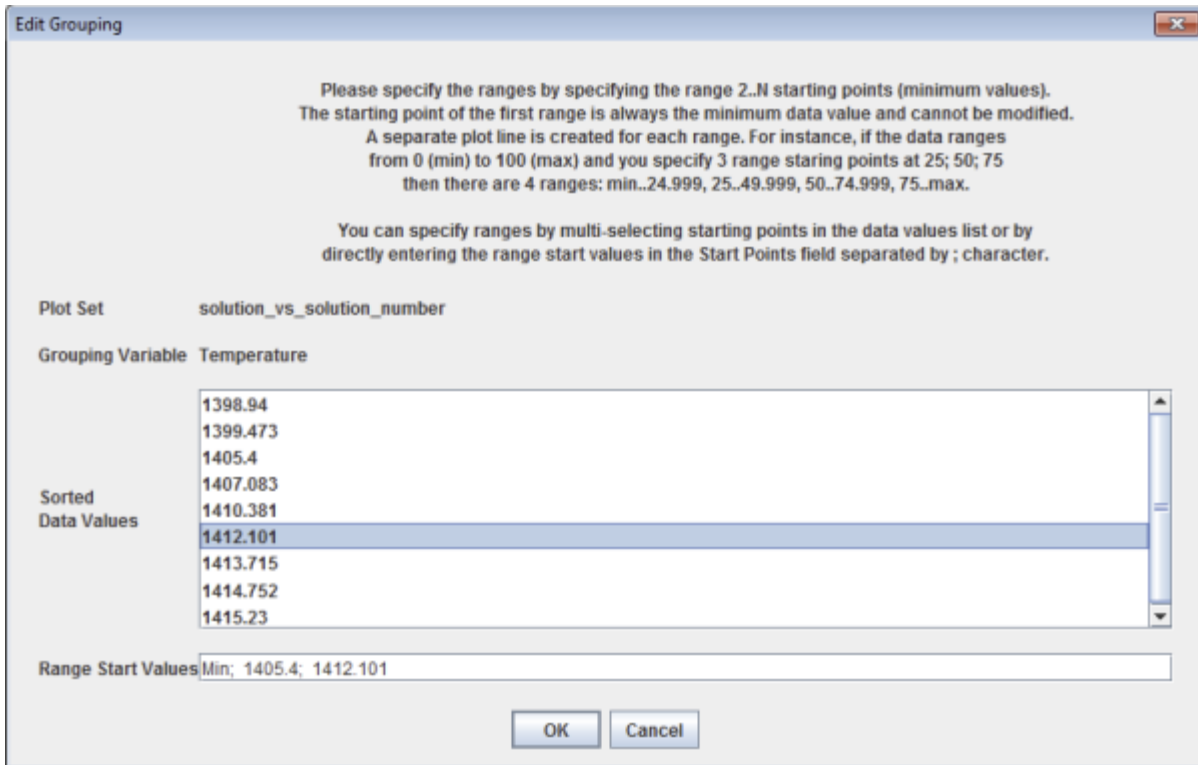 Edit Grouping
Please specify the ranges by specifying the range 2..N starting points (minimum values).
The starting point of the first range is always the minimum data value and cannot be modified.
A separate plot line is created for each range. For instance, if the data ranges
from 0 (min) to 100 (max) and you specify 3 range staring points at 25; 50; 75
then there are 4 ranges: min..24.999, 25..49.999, 50..74.999, 75..max.
You can specify ranges by multi-selecting starting points in the data values list or by
directly entering the range start values in the Start Points field separated by ; character.
Plot Set solution_vs_solution_number
Grouping Variable Temperature
Sorted
Data Values
1398.94
1399.473
1405.4
1407.083
1410.381
1412.101
1413.715
1414.752
1415.23
Range Start Values Min; 1405.4; 1412.101
OK Cancel